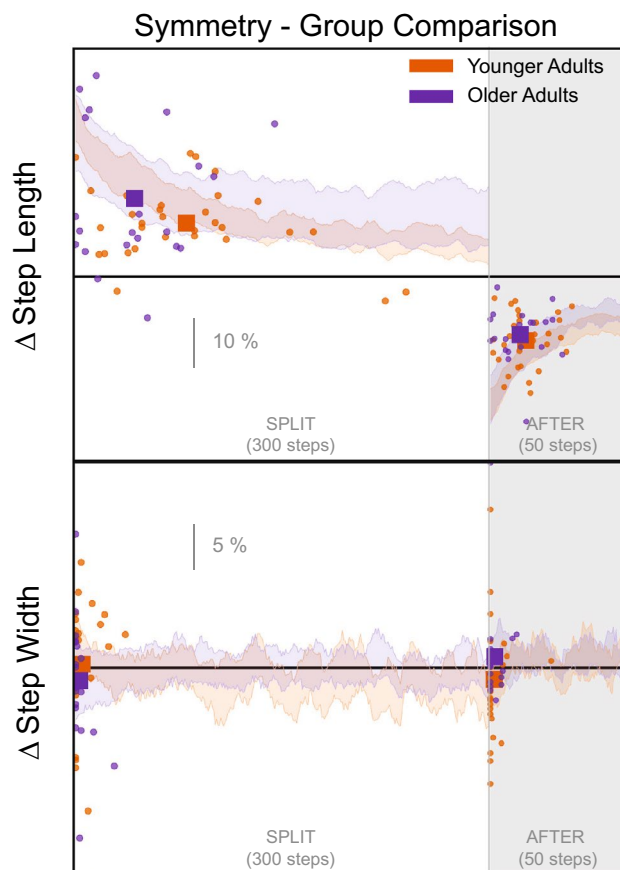 Symmetry - Group Comparison
Younger Adults
Older Adults
Δ Step Length
10 %
SPLIT
(300 steps)
AFTER
(50 steps)
5 %
Δ Step Width
SPLIT
(300 steps)
AFTER
(50 steps)